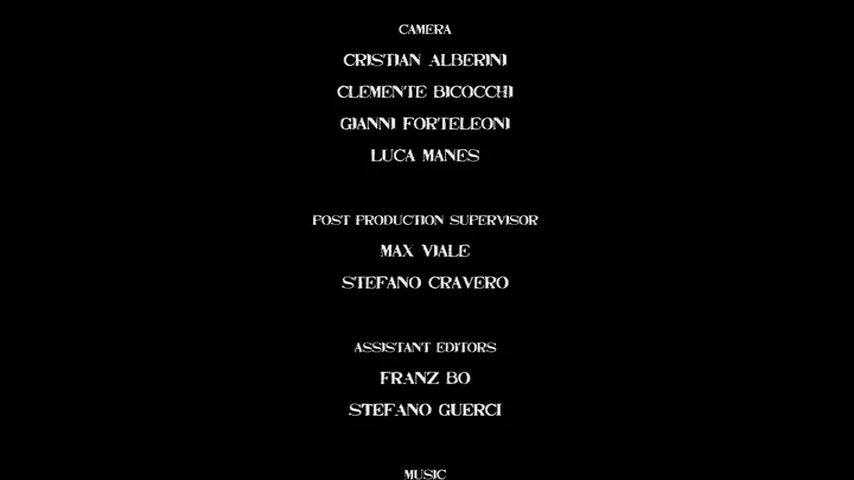 CAMERA
CRISTIAN ALBERINI
CLEMENTE BICOCCHI
GIANNI FORTELEONI
LUCA MANES
POST PRODUCTION SUPERVISOR
MAX VIALE
STEFANO CRAVERO
ASSISTANT EDITORS
FRANZ BO
STEFANO GUERCI
MUSIC